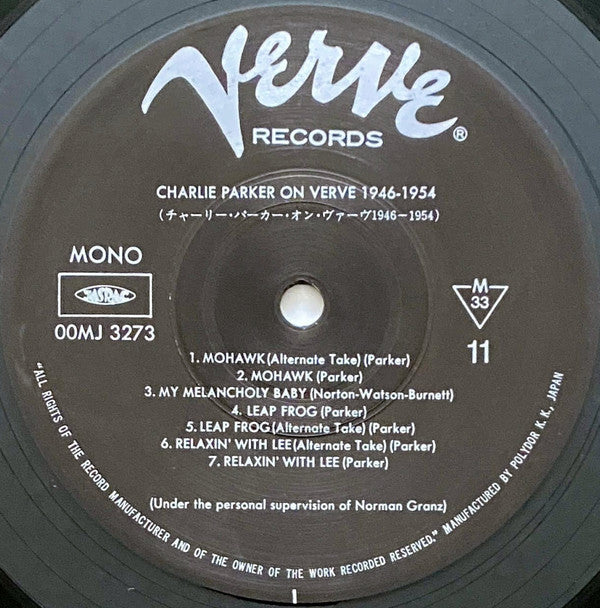 Verve
RECORDS ®
CHARLIE PARKER ON VERVE 1946-1954
(チャーリー・パーカー・オン・ヴァーヴ1946−1954)
MONO
JASRAC
00MJ 3273
M
33
11
1. MOHAWK (Alternate Take) (Parker)
2. MOHAWK (Parker)
3. MY MELANCHOLY BABY (Norton-Watson-Burnett)
4. LEAP FROG (Parker)
5. LEAP FROG (Alternate Take) (Parker)
6. RELAXIN' WITH LEE (Alternate Take) (Parker)
7. RELAXIN' WITH LEE (Parker)
(Under the personal supervision of Norman Granz)
"ALL RIGHTS OF THE RECORD MANUFACTURER AND OF THE OWNER OF THE WORK RECORDED RESERVED." MANUFACTURED BY POLYDOR K.K., JAPAN